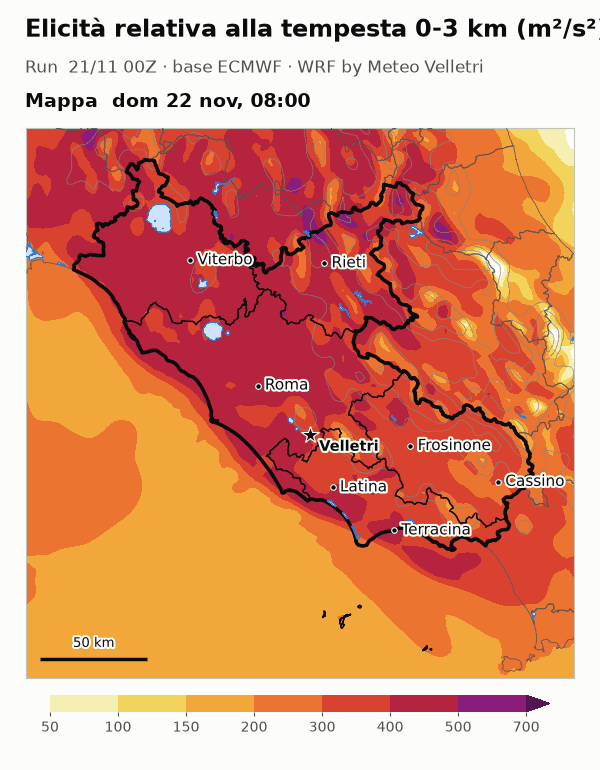 Elicità relativa alla tempesta 0-3 km (m²/s²)
Run 21/11 00Z · base ECMWF · WRF by Meteo Velletri
Mappa dom 22 nov, 08:00
Viterbo
Rieti
Roma
Velletri
Frosinone
Latina
Cassino
Terracina
50 km
50 100 150 200 300 400 500 700